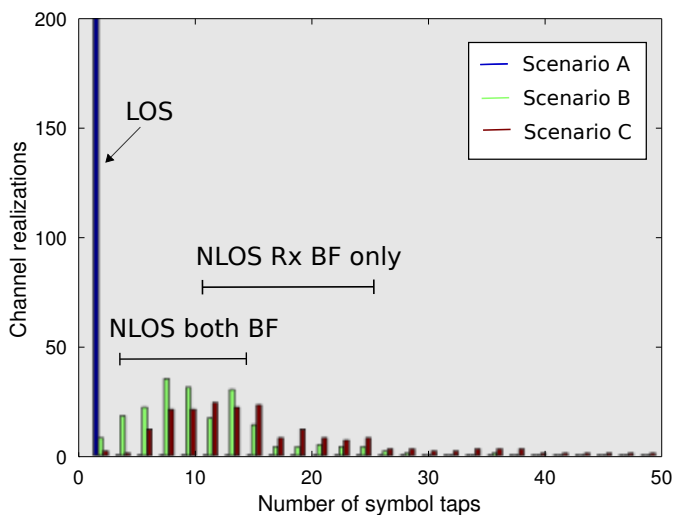 200
150
100
50
0
Channel realizations
LOS
NLOS Rx BF only
NLOS both BF
Scenario A
Scenario B
Scenario C
0 10 20 30 40 50
Number of symbol taps